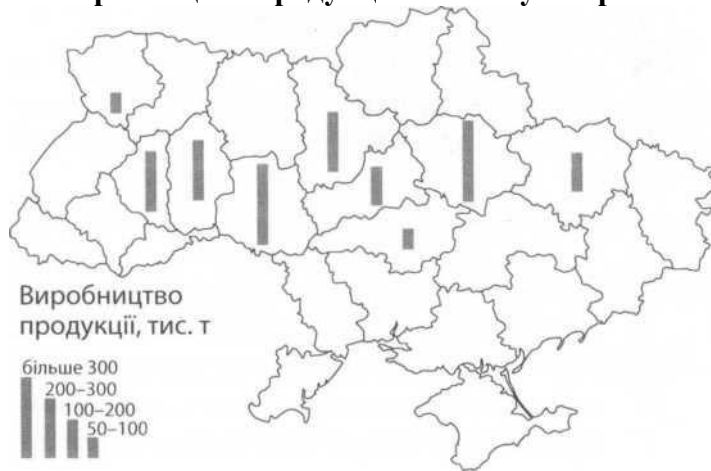 Виробництво
продукції, тис. т
більше 300
200–300
100–200
50–100